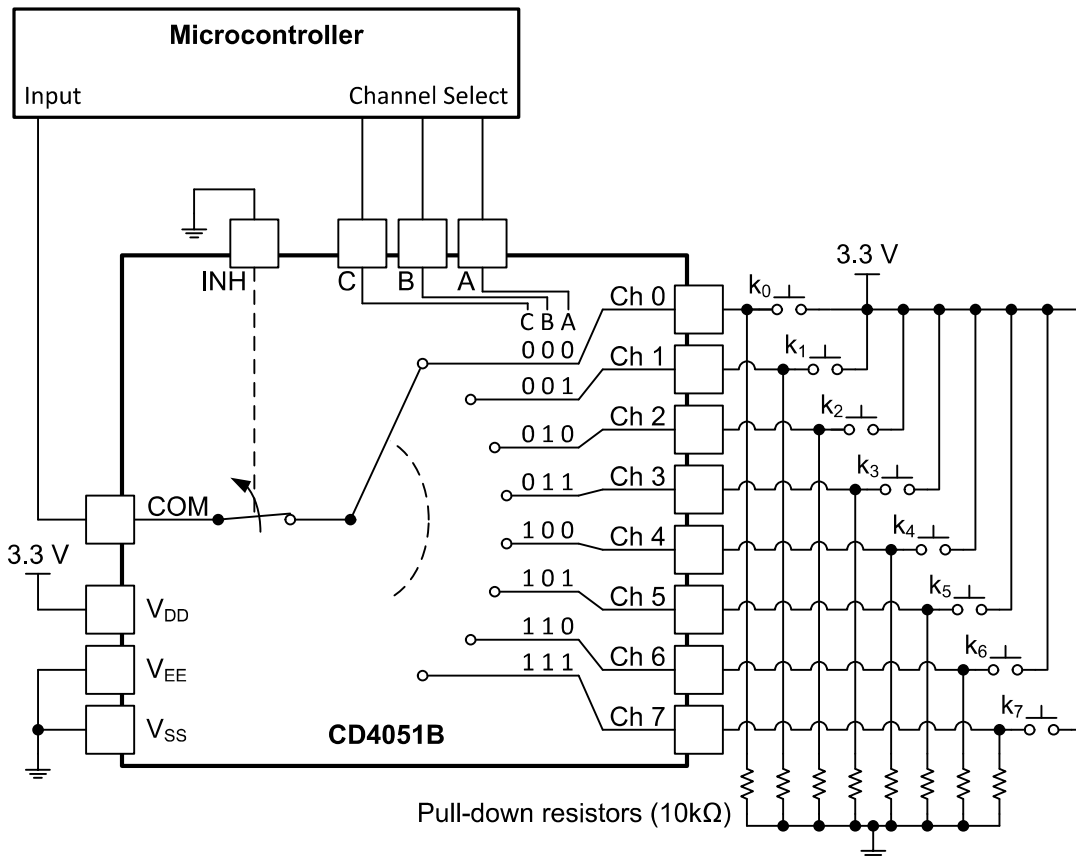 Microcontroller
Input
Channel Select
INH
C
B
A
C B A
Ch 0
0 0 0
Ch 1
0 0 1
Ch 2
0 1 0
Ch 3
0 1 1
Ch 4
1 0 0
Ch 5
1 0 1
Ch 6
1 1 0
Ch 7
1 1 1
COM
3.3 V
VDD
VEE
VSS
CD4051B
3.3 V
k0
k1
k2
k3
k4
k5
k6
k7
Pull-down resistors (10kΩ)